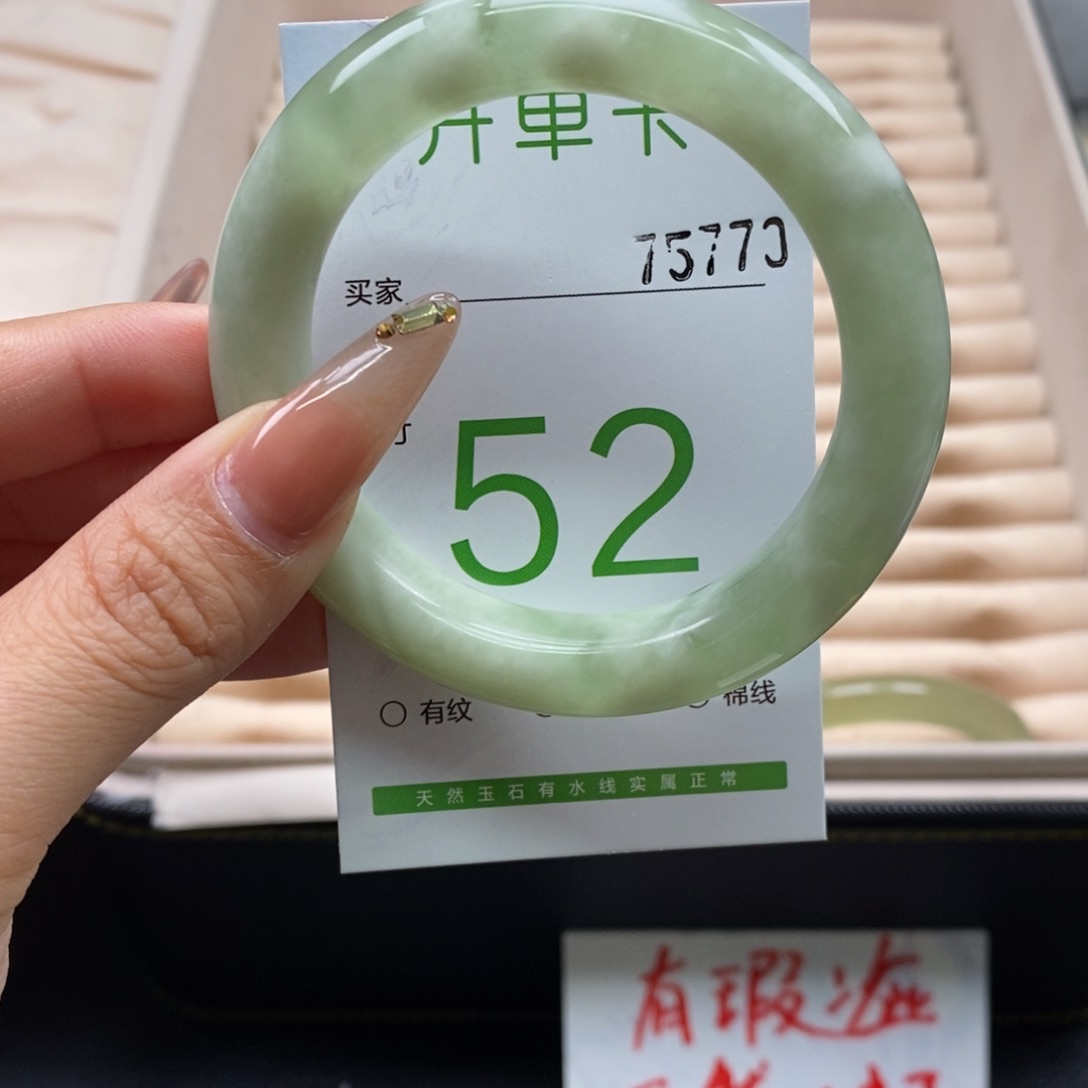 开单卡
75770
买家
52
有纹
棉线
天然玉石有水线实属正常
有瑕疵